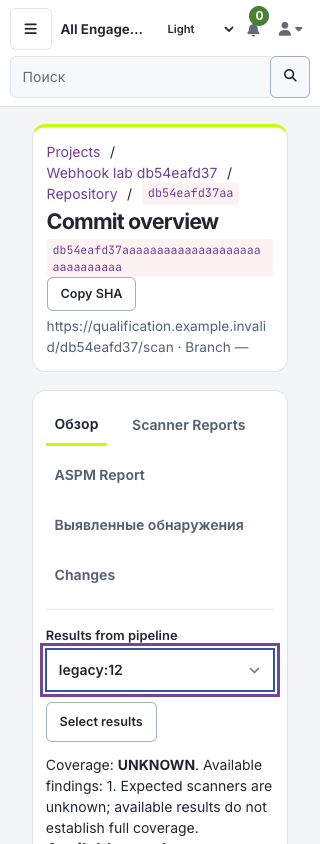 All Engage...
Light
0
Поиск
Projects /
Webhook lab db54eafd37 /
Repository / db54eafd37aa
Commit overview
db54eafd37aaaaaaaaaaaaaaaaaaaa
aaaaaaaaaa
Copy SHA
https://qualification.example.invali
d/db54eafd37/scan · Branch —
Обзор
Scanner Reports
ASPM Report
Выявленные обнаружения
Changes
Results from pipeline
legacy:12
Select results
Coverage: UNKNOWN. Available
findings: 1. Expected scanners are
unknown; available results do not
establish full coverage.